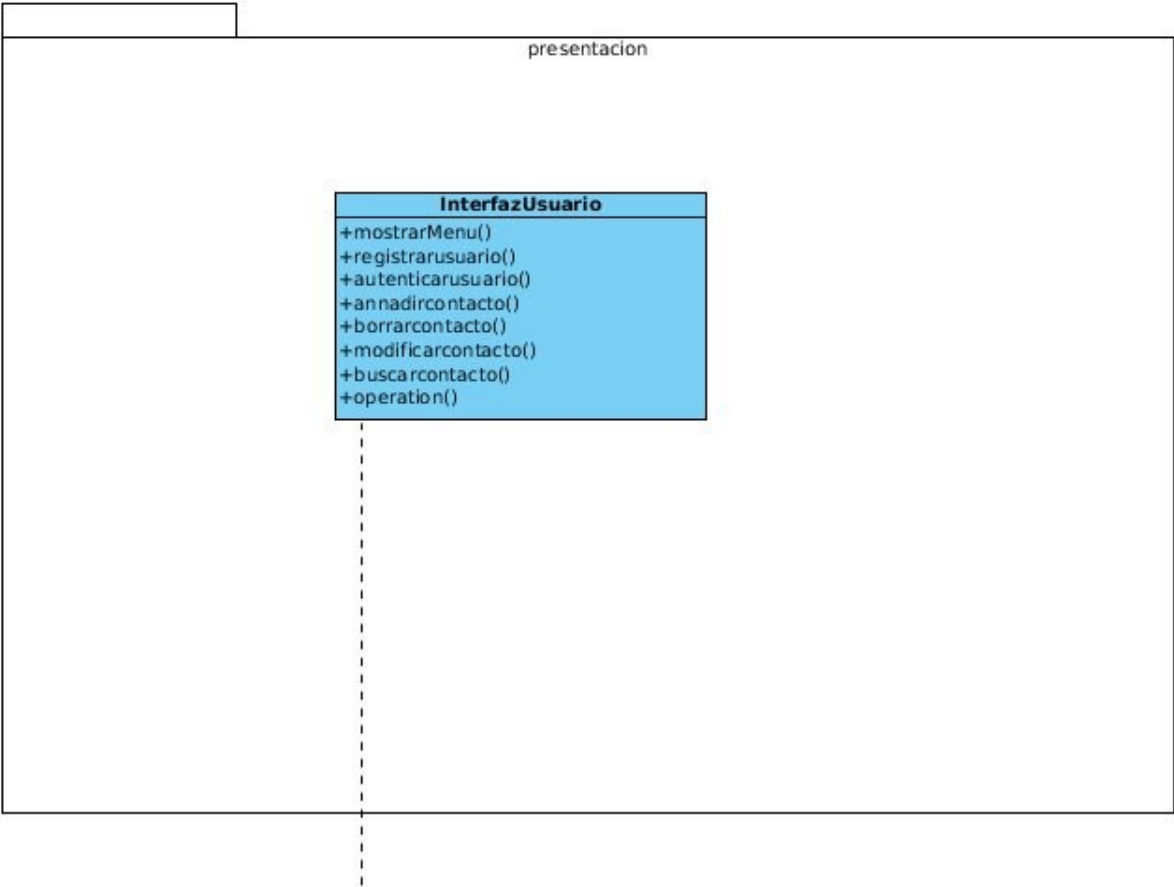 presentacion
InterfazUsuario
+mostrarMenu()
+registrarusuario()
+autenticarusuario()
+annadircontacto()
+borrarcontacto()
+modificarcontacto()
+buscarcontacto()
+operation()